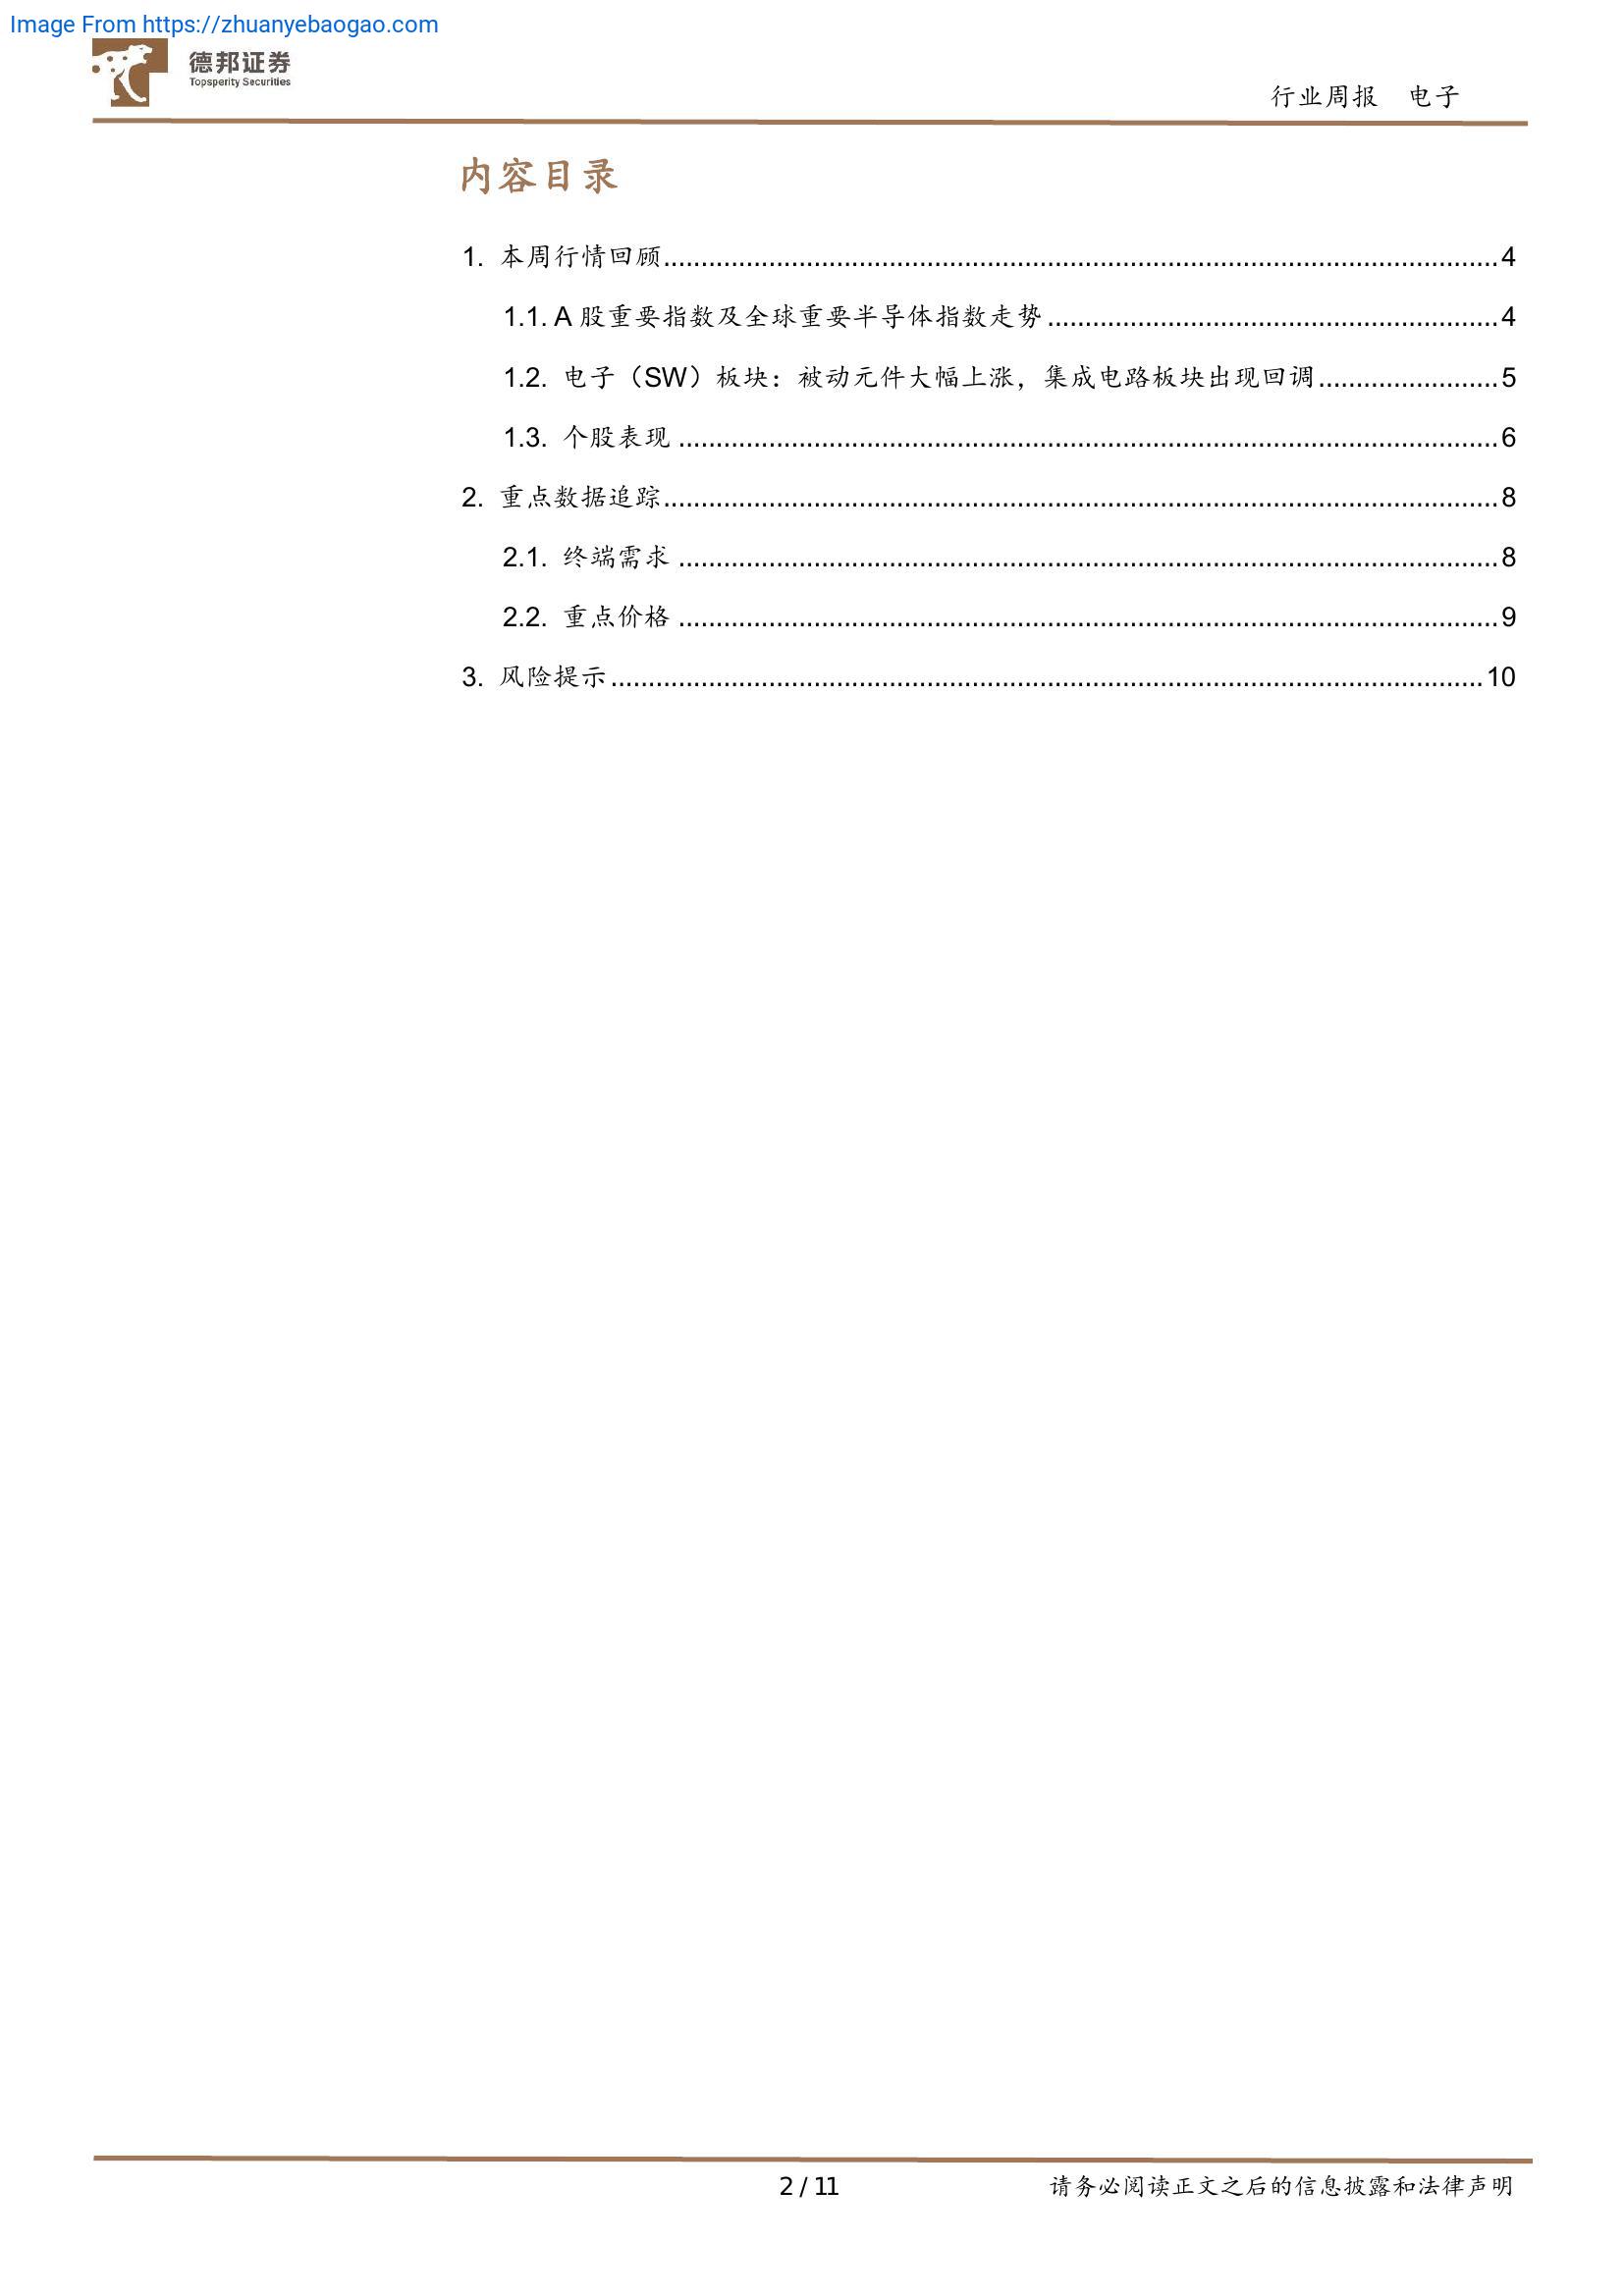 Image From https://zhuanyebaogao.com
德邦证券
Topsperity Securities
行业周报 电子
内容目录
1. 本周行情回顾................................................................4
1.1. A 股重要指数及全球重要半导体指数走势................................................................4
1.2. 电子（SW）板块：被动元件大幅上涨，集成电路板块出现回调........................5
1.3. 个股表现................................................................6
2. 重点数据追踪................................................................8
2.1. 终端需求................................................................8
2.2. 重点价格................................................................9
3. 风险提示................................................................10
2 / 11
请务必阅读正文之后的信息披露和法律声明